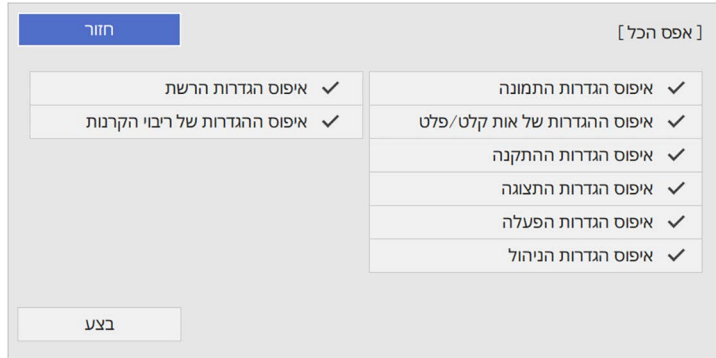 [אפס הכל]
חזור
איפוס הגדרות התמונה
איפוס ההגדרות של אות קלט/פלט
איפוס הגדרות ההתקנה
איפוס הגדרות התצוגה
איפוס הגדרות הפעלה
איפוס הגדרות הניהול
איפוס הגדרות הרשת
איפוס ההגדרות של ריבוי הקרנות
בצע